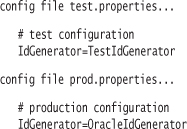 config file test.properties...
# test configuration
IdGenerator=TestIdGenerator
config file prod.properties...
# production configuration
IdGenerator=OracleIdGenerator